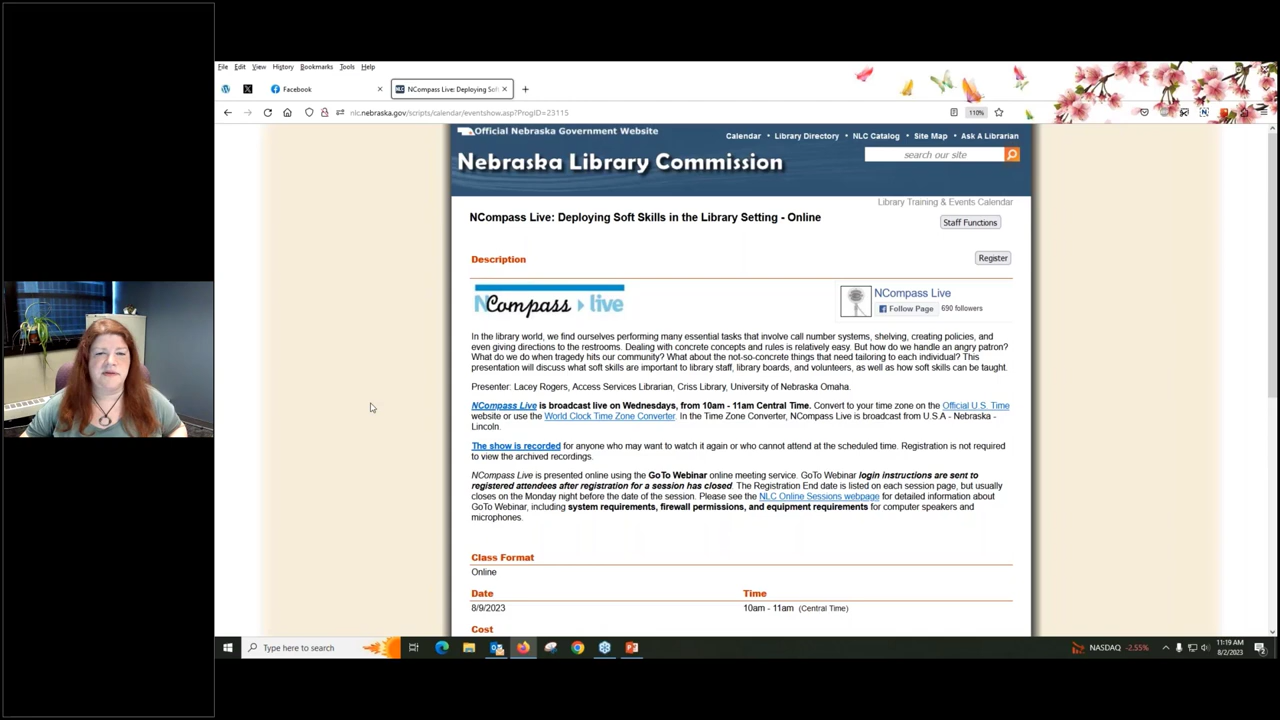 File Edit View History Bookmarks Tools Help
Facebook
NCompass Live: Deploying Soft
nlc.nebraska.gov/scripts/calendar/eventshow.asp?ProgID=23115
110%
Official Nebraska Government Website
Calendar • Library Directory • NLC Catalog • Site Map • Ask A Librarian
Nebraska Library Commission
search our site
Library Training & Events Calendar
NCompass Live: Deploying Soft Skills in the Library Setting - Online
Staff Functions
Description
Register
NCompass live
NCompass Live
Follow Page 690 followers
In the library world, we find ourselves performing many essential tasks that involve call number systems, shelving, creating policies, and
even giving directions to the restrooms. Dealing with concrete concepts and rules is relatively easy. But how do we handle an angry patron?
What do we do when tragedy hits our community? What about the not-so-concrete things that need tailoring to each individual? This
presentation will discuss what soft skills are important to library staff, library boards, and volunteers, as well as how soft skills can be taught.
Presenter: Lacey Rogers, Access Services Librarian, Criss Library, University of Nebraska Omaha.
NCompass Live is broadcast live on Wednesdays, from 10am - 11am Central Time. Convert to your time zone on the Official U.S. Time
website or use the World Clock Time Zone Converter. In the Time Zone Converter, NCompass Live is broadcast from U.S.A - Nebraska -
Lincoln.
The show is recorded for anyone who may want to watch it again or who cannot attend at the scheduled time. Registration is not required
to view the archived recordings.
NCompass Live is presented online using the GoTo Webinar online meeting service. GoTo Webinar login instructions are sent to
registered attendees after registration for a session has closed. The Registration End date is listed on each session page, but usually
closes on the Monday night before the date of the session. Please see the NLC Online Sessions webpage for detailed information about
GoTo Webinar, including system requirements, firewall permissions, and equipment requirements for computer speakers and
microphones.
Class Format
Online
Date Time
8/9/2023 10am - 11am (Central Time)
Cost
Type here to search
NASDAQ -2.55%
11:19 AM
8/2/2023